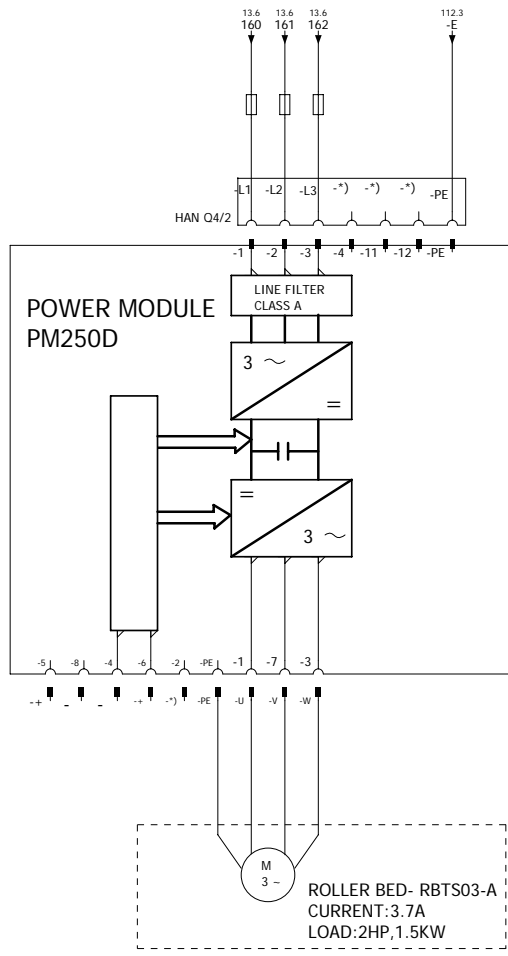 13.6 13.6 13.6 112.3
160 161 162 -E
-L1 -L2 -L3 -*) -*) -*) -PE
HAN Q4/2
-1 -2 -3 -4 -11 -12 -PE
LINE FILTER
CLASS A
POWER MODULE
PM250D
3 ~
=
=
3 ~
-5 -8 -4 -6 -2 -PE -1 -7 -3
-+ - - -+ -*) -PE -U -V -W
M
3 ~
ROLLER BED- RBTS03-A
CURRENT:3.7A
LOAD:2HP,1.5KW